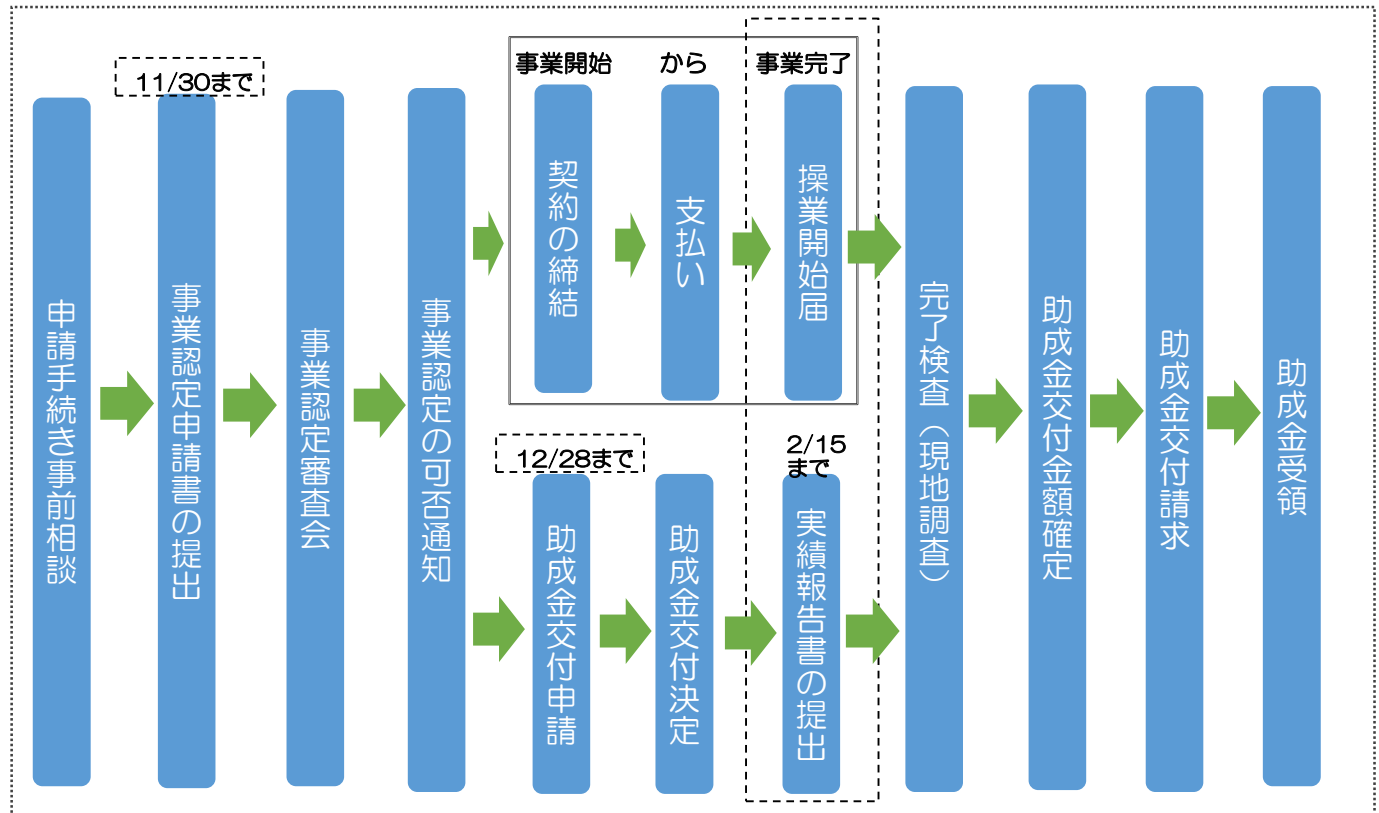 申請手続き事前相談
11/30まで
事業認定申請書の提出
事業認定審査会
事業認定の可否通知
事業開始 から 事業完了
契約の締結
支払い
操業開始届
12/28まで
助成金交付申請
助成金交付決定
2/15
まで
実績報告書の提出
完了検査（現地調査）
助成金交付金額確定
助成金交付請求
助成金受領